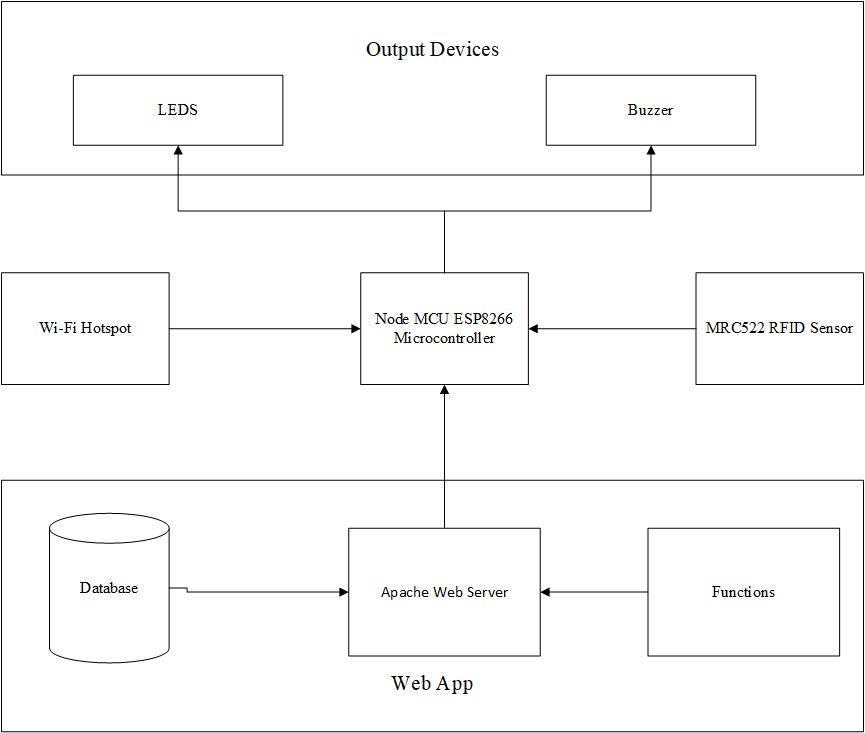 Output Devices
LEDS
Buzzer
Wi-Fi Hotspot
Node MCU ESP8266
Microcontroller
MRC522 RFID Sensor
Database
Apache Web Server
Functions
Web App